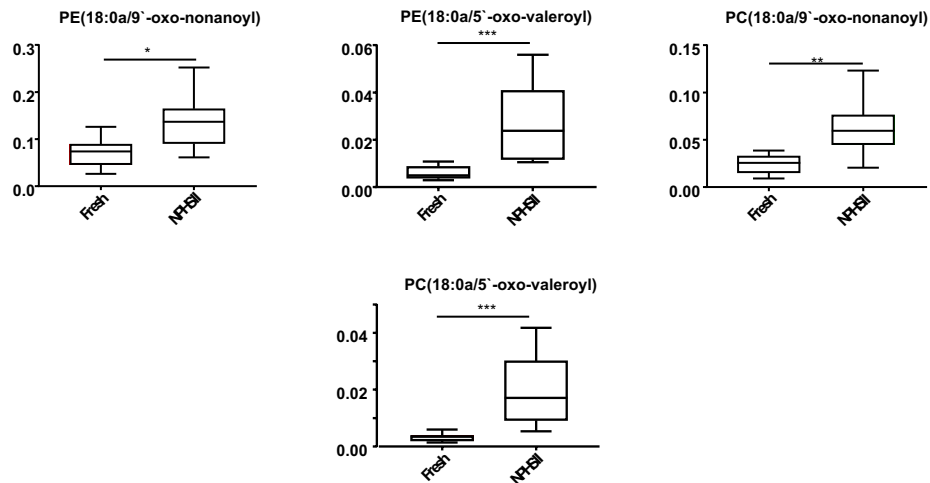 PE(18:0a/9`-oxo-nonanoyl)
*
0.3
0.2
0.1
0.0
Fresh
NPHSII
PE(18:0a/5`-oxo-valeroyl)
***
0.06
0.04
0.02
0.00
Fresh
NPHSII
PC(18:0a/9`-oxo-nonanoyl)
**
0.15
0.10
0.05
0.00
Fresh
NPHSII
PC(18:0a/5`-oxo-valeroyl)
***
0.04
0.02
0.00
Fresh
NPHSII